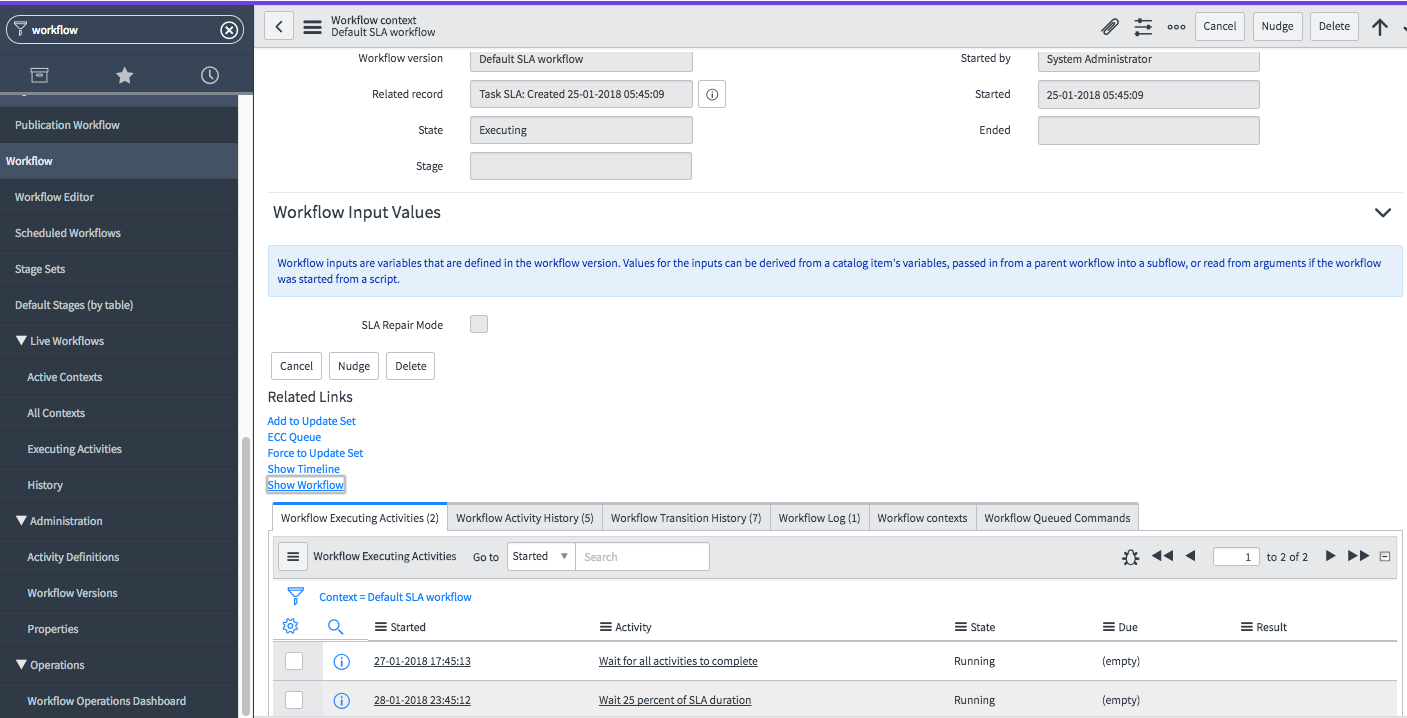 workflow
Publication Workflow
Workflow
Workflow Editor
Scheduled Workflows
Stage Sets
Default Stages (by table)
Live Workflows
Active Contexts
All Contexts
Executing Activities
History
Administration
Activity Definitions
Workflow Versions
Properties
Operations
Workflow Operations Dashboard
Workflow context
Default SLA workflow
Cancel Nudge Delete
Workflow version Default SLA workflow Started by System Administrator
Related record Task SLA: Created 25-01-2018 05:45:09 Started 25-01-2018 05:45:09
State Executing Ended
Stage
Workflow Input Values
Workflow inputs are variables that are defined in the workflow version. Values for the inputs can be derived from a catalog item's variables, passed in from a parent workflow into a subflow, or read from arguments if the workflow
was started from a script.
SLA Repair Mode
Cancel Nudge Delete
Related Links
Add to Update Set
ECC Queue
Force to Update Set
Show Timeline
Show Workflow
Workflow Executing Activities (2) Workflow Activity History (5) Workflow Transition History (7) Workflow Log (1) Workflow contexts Workflow Queued Commands
Workflow Executing Activities Go to Started Search 1 to 2 of 2
Context = Default SLA workflow
Started Activity State Due Result
27-01-2018 17:45:13 Wait for all activities to complete Running (empty)
28-01-2018 23:45:12 Wait 25 percent of SLA duration Running (empty)